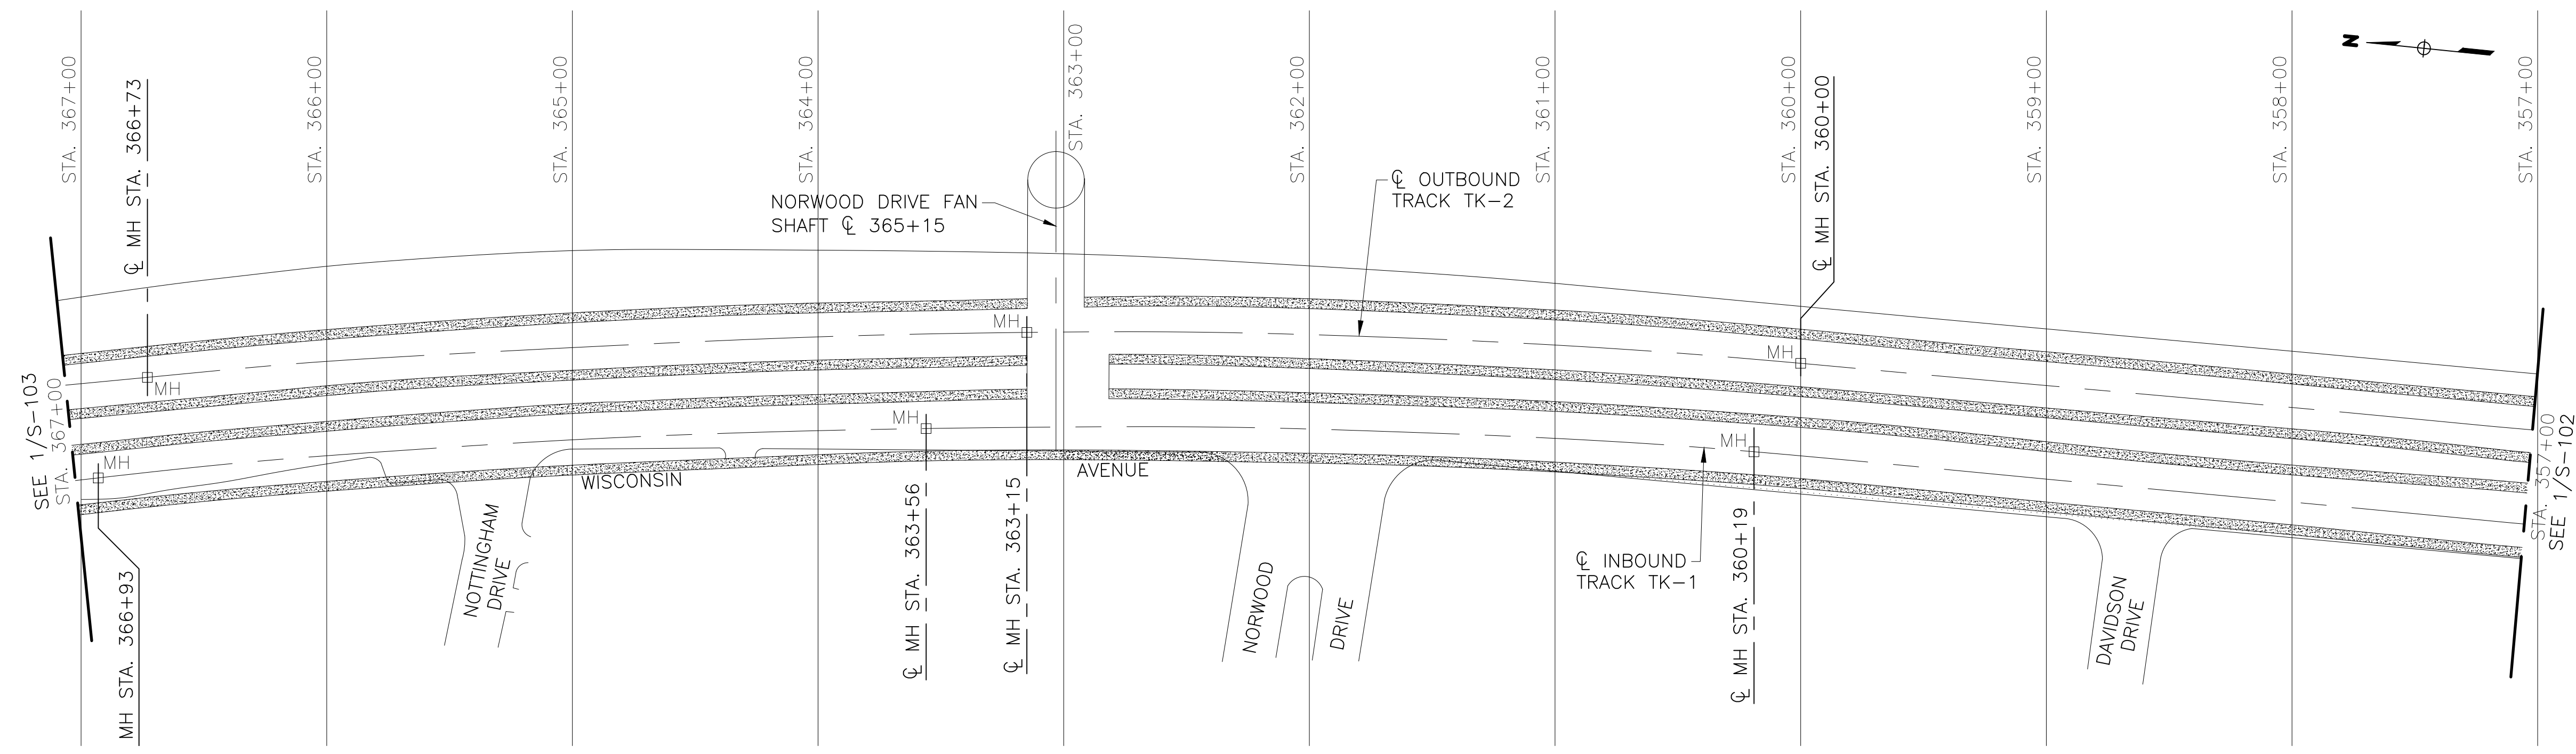 STA. 367+00
℄ MH STA. 366+73
STA. 366+00
STA. 365+00
STA. 364+00
STA. 363+00
STA. 362+00
STA. 361+00
STA. 360+00
℄ MH STA. 360+00
STA. 359+00
STA. 358+00
STA. 357+00
N
NORWOOD DRIVE FAN
SHAFT ℄ 365+15
℄ OUTBOUND
TRACK TK-2
MH
MH
MH
SEE 1/S-103
STA. 367+00
MH
MH
MH
WISCONSIN
AVENUE
STA. 357+00
SEE 1/S-102
MH STA. 366+93
NOTTINGHAM
DRIVE
℄ MH STA. 363+56
℄ MH STA. 363+15
NORWOOD
DRIVE
℄ INBOUND
TRACK TK-1
℄ MH STA. 360+19
DAVIDSON
DRIVE